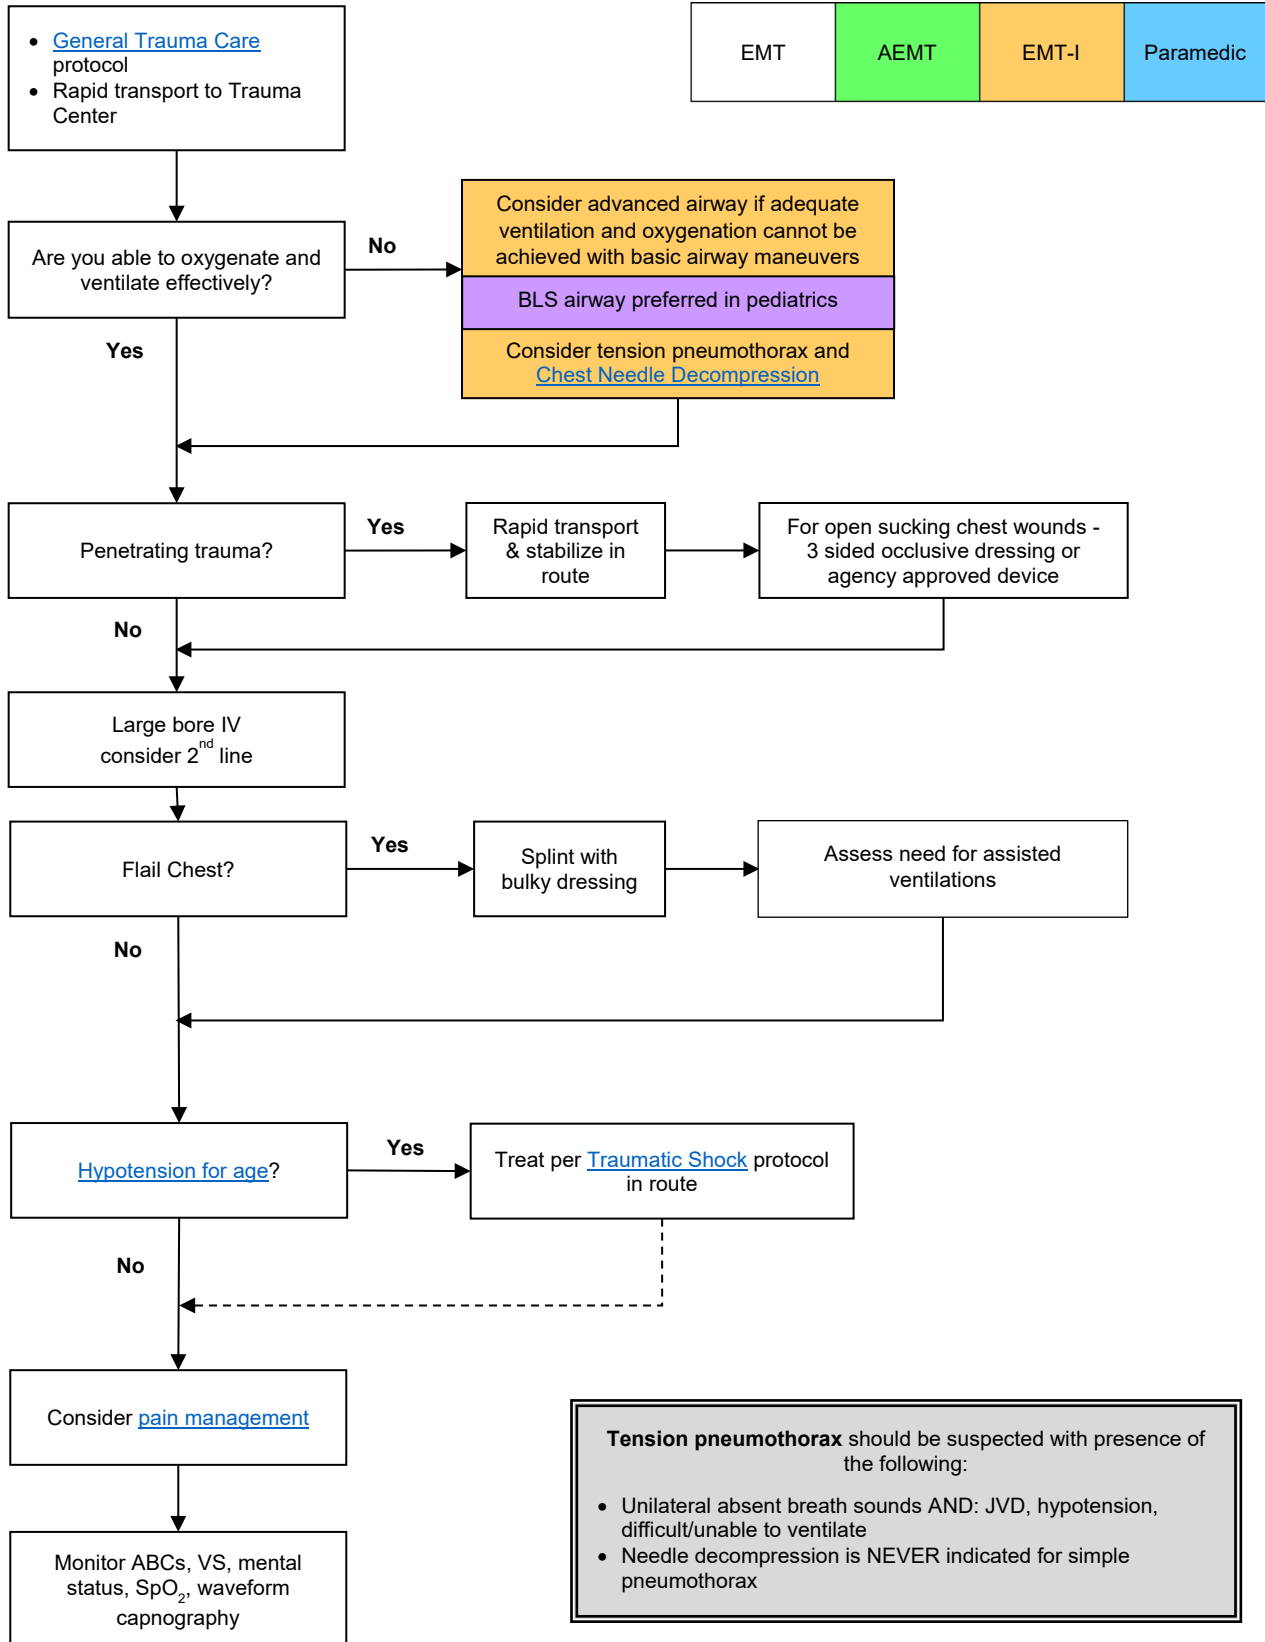 • General Trauma Care
protocol
• Rapid transport to Trauma
Center
EMT
AEMT
EMT-I
Paramedic
Are you able to oxygenate and
ventilate effectively?
No
Consider advanced airway if adequate
ventilation and oxygenation cannot be
achieved with basic airway maneuvers
BLS airway preferred in pediatrics
Consider tension pneumothorax and
Chest Needle Decompression
Yes
Penetrating trauma?
Yes
Rapid transport
& stabilize in
route
For open sucking chest wounds -
3 sided occlusive dressing or
agency approved device
No
Large bore IV
consider 2nd line
Flail Chest?
Yes
Splint with
bulky dressing
Assess need for assisted
ventilations
No
Hypotension for age?
Yes
Treat per Traumatic Shock protocol
in route
No
Consider pain management
Monitor ABCs, VS, mental
status, SpO2, waveform
capnography
Tension pneumothorax should be suspected with presence of
the following:
• Unilateral absent breath sounds AND: JVD, hypotension,
difficult/unable to ventilate
• Needle decompression is NEVER indicated for simple
pneumothorax